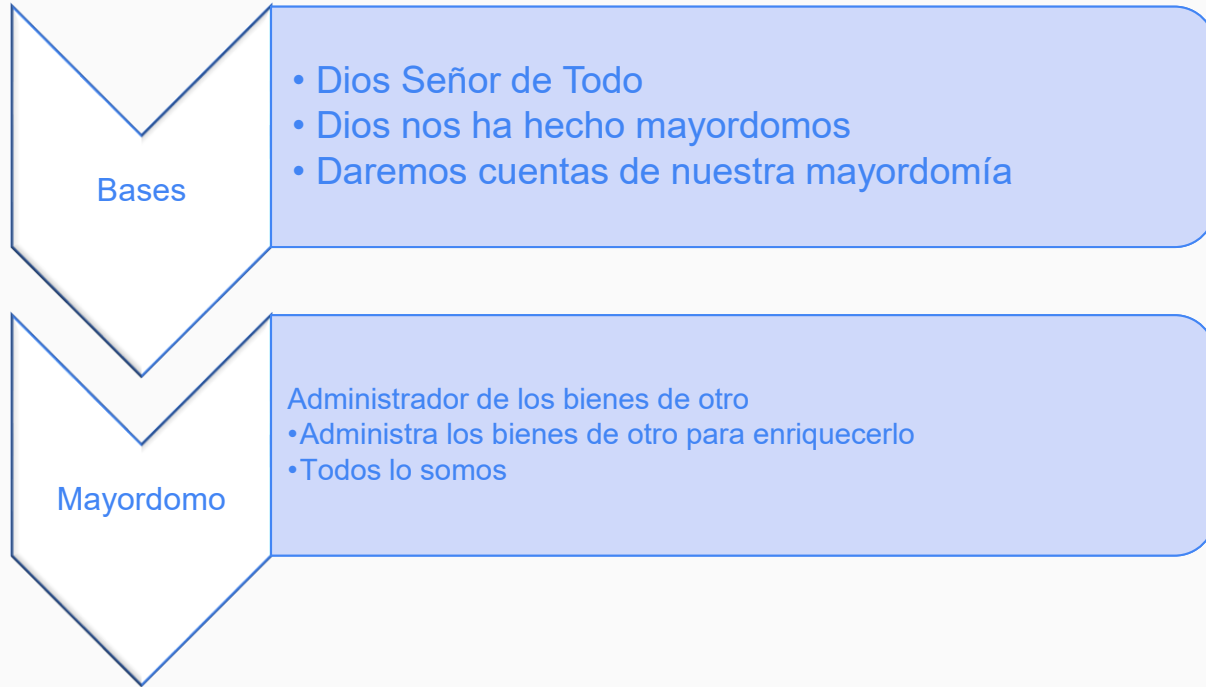 Bases
• Dios Señor de Todo
• Dios nos ha hecho mayordomos
• Daremos cuentas de nuestra mayordomía
Mayordomo
Administrador de los bienes de otro
•Administra los bienes de otro para enriquecerlo
•Todos lo somos